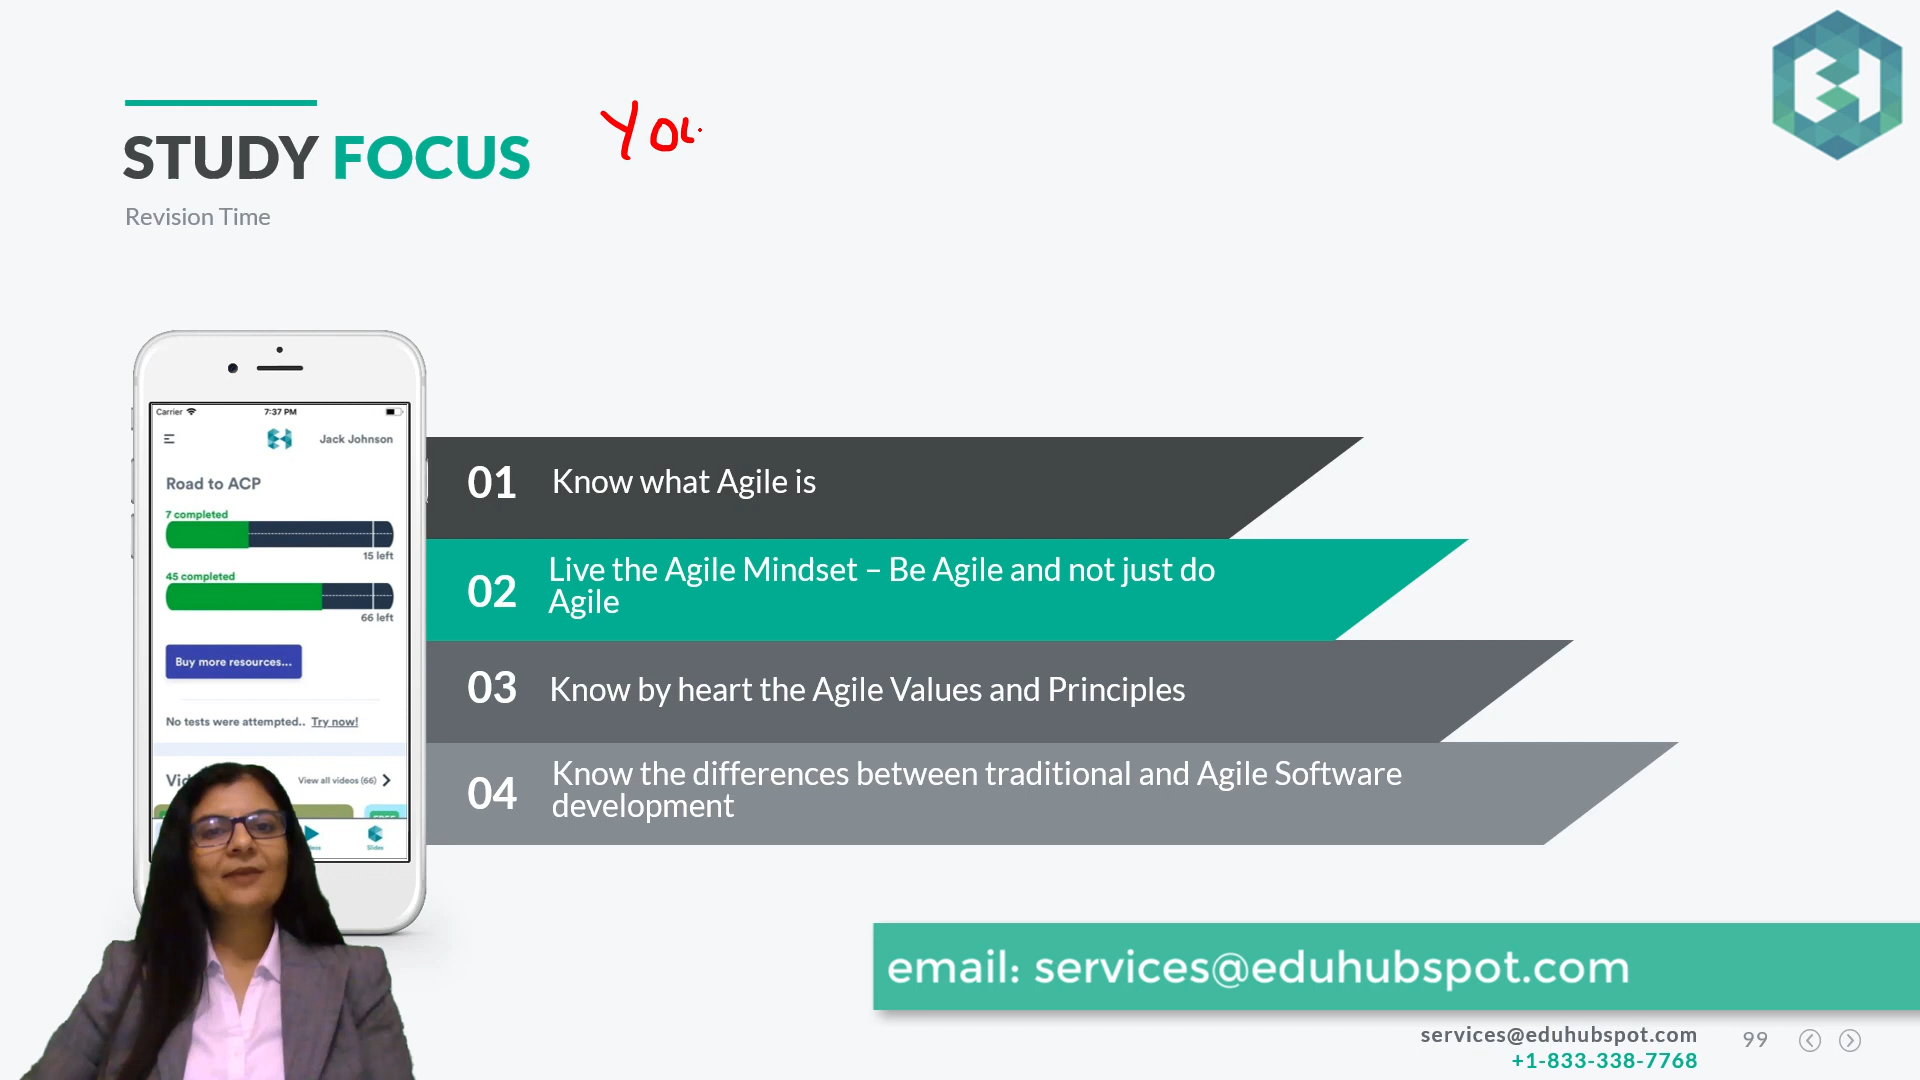 STUDY FOCUS
You
Revision Time
Carrier
7:37 PM
Jack Johnson
Road to ACP
7 completed
15 left
45 completed
66 left
Buy more resources...
No tests were attempted.. Try now!
View all videos (66)
FREE
Slides
01 Know what Agile is
02 Live the Agile Mindset – Be Agile and not just do
Agile
03 Know by heart the Agile Values and Principles
04 Know the differences between traditional and Agile Software
development
email: services@eduhubspot.com
services@eduhubspot.com
+1-833-338-7768
99